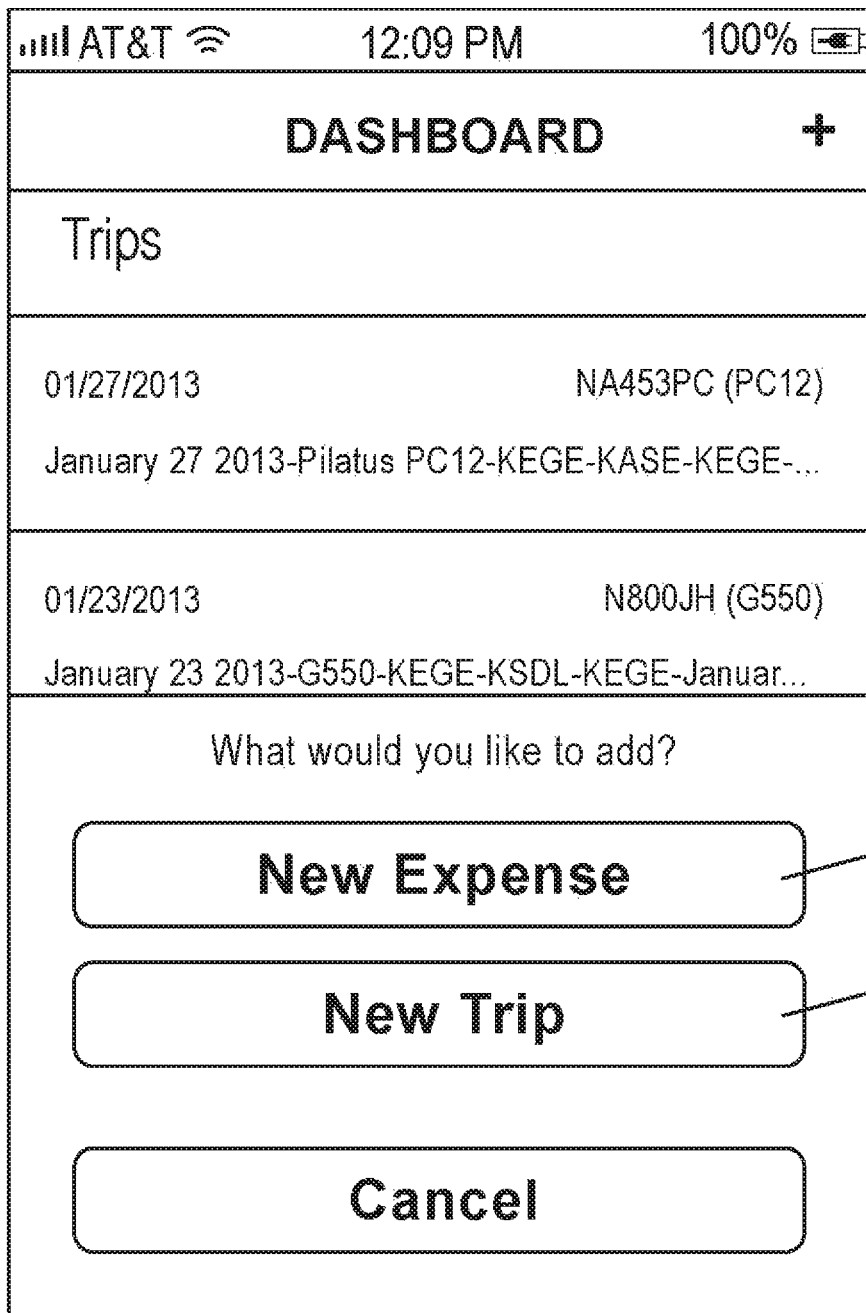 AT&T 12:09 PM 100%
DASHBOARD +
Trips
01/27/2013 NA453PC (PC12)
January 27 2013-Pilatus PC12-KEGE-KASE-KEGE-...
01/23/2013 N800JH (G550)
January 23 2013-G550-KEGE-KSDL-KEGE-Januar...
What would you like to add?
New Expense
New Trip
Cancel